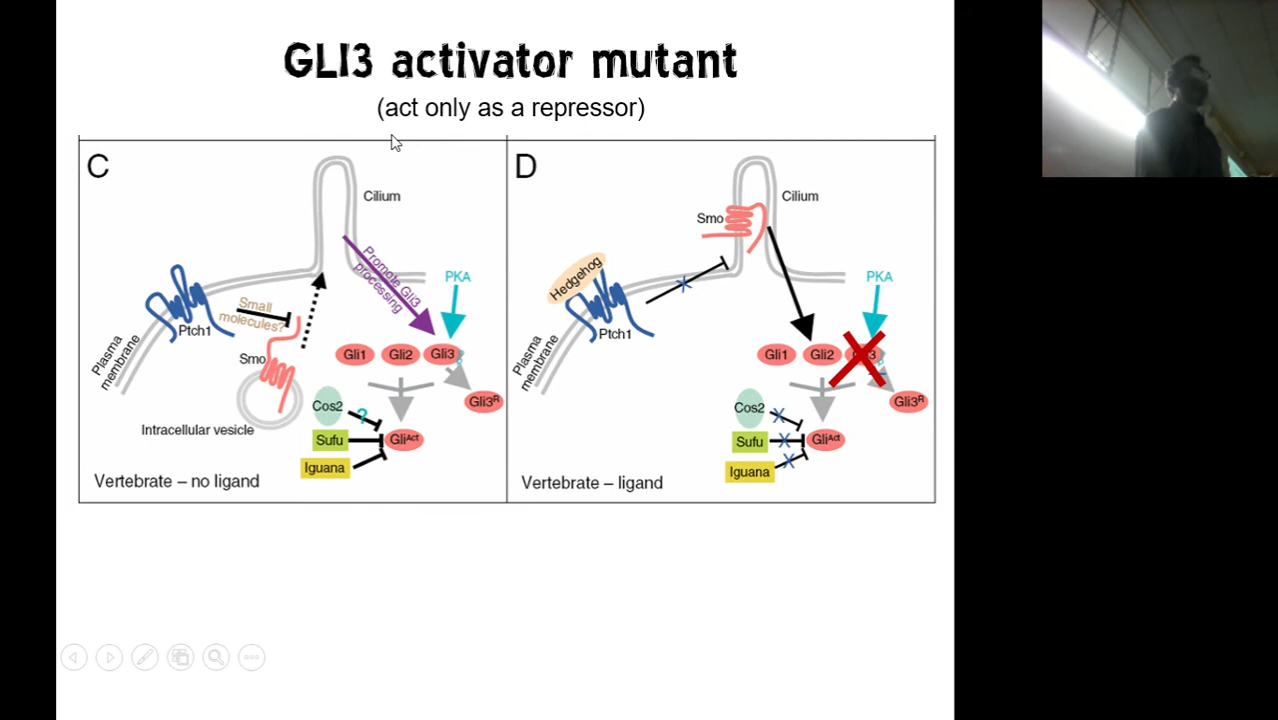 GLI3 activator mutant
(act only as a repressor)
C
Cilium
Promote Gli3
processing
PKA
Small
molecules?
Ptch1
Plasma
membrane
Smo
Gli1
Gli2
Gli3
Gli3R
Cos2
?
Sufu
GliAct
Iguana
Intracellular vesicle
Vertebrate – no ligand
D
Cilium
Smo
Hedgehog
PKA
Ptch1
Plasma
membrane
Gli1
Gli2
Gli3R
Cos2
Sufu
GliAct
Iguana
Vertebrate – ligand